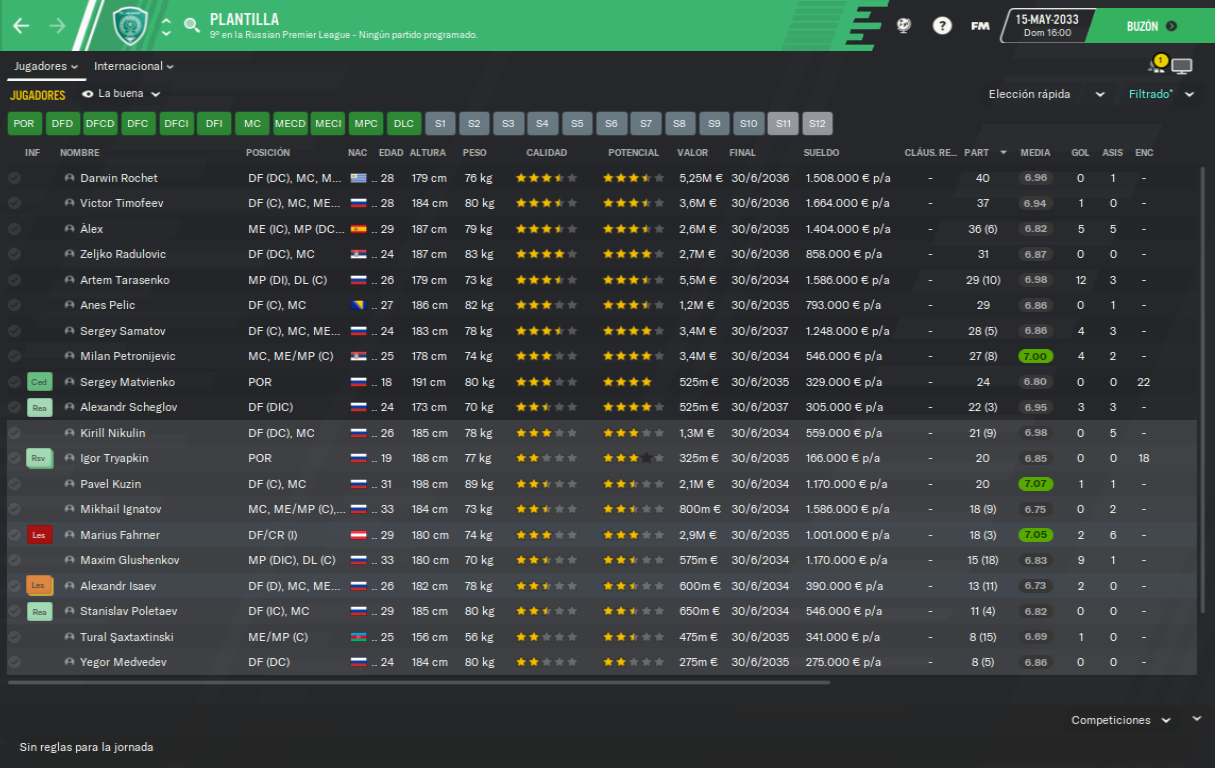 PLANTILLA
9º en la Russian Premier League - Ningún partido programado.
? FM 15-MAY-2033 Dom 16:00 BUZÓN
Jugadores Internacional 1
JUGADORES La buena Elección rápida Filtrado*
POR DFD DFCD DFC DFCI DFI MC MECD MECI MPC DLC S1 S2 S3 S4 S5 S6 S7 S8 S9 S10 S11 S12
INF NOMBRE POSICIÓN NAC EDAD ALTURA PESO CALIDAD POTENCIAL VALOR FINAL SUELDO CLÁUS. RE... PART MEDIA GOL ASIS ENC
Darwin Rochet DF (DC), MC, M... .. 28 179 cm 76 kg 5,25M € 30/6/2036 1.508.000 € p/a - 40 6.96 0 1 -
Victor Timofeev DF (C), MC, ME... .. 28 184 cm 80 kg 3,6M € 30/6/2036 1.664.000 € p/a - 37 6.94 1 0 -
Àlex ME (IC), MP (DC... .. 29 187 cm 79 kg 2,6M € 30/6/2035 1.404.000 € p/a - 36 (6) 6.82 5 5 -
Zeljko Radulovic DF (DC), MC .. 24 187 cm 83 kg 2,7M € 30/6/2036 858.000 € p/a - 31 6.87 0 0 -
Artem Tarasenko MP (DI), DL (C) .. 26 179 cm 73 kg 5,5M € 30/6/2034 1.586.000 € p/a - 29 (10) 6.98 12 3 -
Anes Pelic DF (C), MC .. 27 186 cm 82 kg 1,2M € 30/6/2035 793.000 € p/a - 29 6.86 0 1 -
Sergey Samatov DF (C), MC, ME... .. 24 183 cm 78 kg 3,4M € 30/6/2037 1.248.000 € p/a - 28 (5) 6.86 4 3 -
Milan Petronijevic MC, ME/MP (C) .. 25 178 cm 74 kg 3,4M € 30/6/2034 546.000 € p/a - 27 (8) 7.00 4 2 -
Ced Sergey Matvienko POR .. 18 191 cm 80 kg 525m € 30/6/2035 329.000 € p/a - 24 6.80 0 0 22
Rea Alexandr Scheglov DF (DIC) .. 24 173 cm 70 kg 525m € 30/6/2037 305.000 € p/a - 22 (3) 6.95 3 3 -
Kirill Nikulin DF (DC), MC .. 26 185 cm 78 kg 1,3M € 30/6/2034 559.000 € p/a - 21 (9) 6.98 0 5 -
Rsv Igor Tryapkin POR .. 19 188 cm 77 kg 325m € 30/6/2035 166.000 € p/a - 20 6.85 0 0 18
Pavel Kuzin DF (C), MC .. 31 198 cm 89 kg 2,1M € 30/6/2034 1.170.000 € p/a - 20 7.07 1 1 -
Mikhail Ignatov MC, ME/MP (C),... .. 33 184 cm 73 kg 800m € 30/6/2034 1.586.000 € p/a - 18 (9) 6.75 0 2 -
Les Marius Fahrner DF/CR (I) .. 29 180 cm 74 kg 2,9M € 30/6/2035 1.001.000 € p/a - 18 (3) 7.05 2 6 -
Maxim Glushenkov MP (DIC), DL (C) .. 33 180 cm 70 kg 575m € 30/6/2034 1.170.000 € p/a - 15 (18) 6.83 9 1 -
Les Alexandr Isaev DF (D), MC, ME... .. 26 182 cm 78 kg 600m € 30/6/2034 390.000 € p/a - 13 (11) 6.73 2 0 -
Rea Stanislav Poletaev DF (IC), MC .. 29 185 cm 80 kg 650m € 30/6/2034 546.000 € p/a - 11 (4) 6.82 0 0 -
Tural Şaxtaxtinski ME/MP (C) .. 25 156 cm 56 kg 475m € 30/6/2035 341.000 € p/a - 8 (15) 6.69 1 0 -
Yegor Medvedev DF (DC) .. 24 184 cm 80 kg 275m € 30/6/2035 275.000 € p/a - 8 (5) 6.86 0 0 -
Competiciones
Sin reglas para la jornada